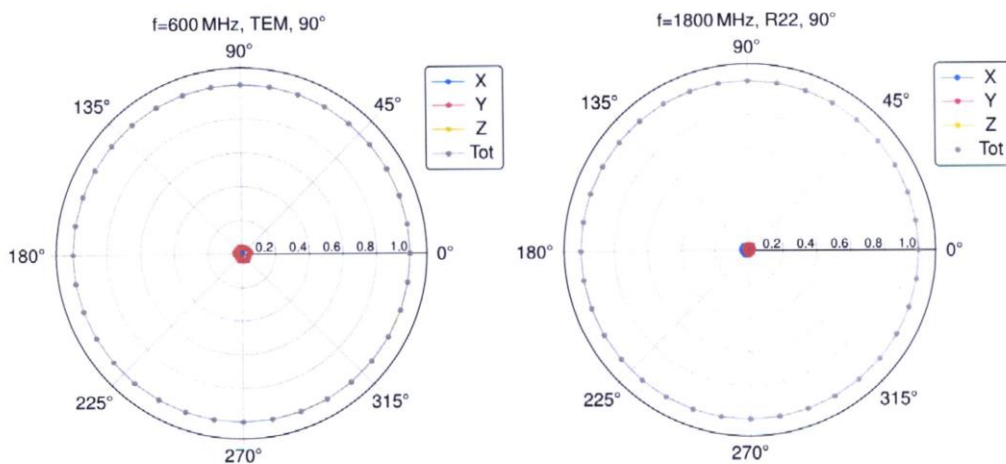 f=600 MHz, TEM, 90°
90°
135°
45°
X
Y
Z
Tot
180°
0.2 0.4 0.6 0.8 1.0
0°
225°
315°
270°
f=1800 MHz, R22, 90°
90°
135°
45°
X
Y
Z
Tot
180°
0.2 0.4 0.6 0.8 1.0
0°
225°
315°
270°